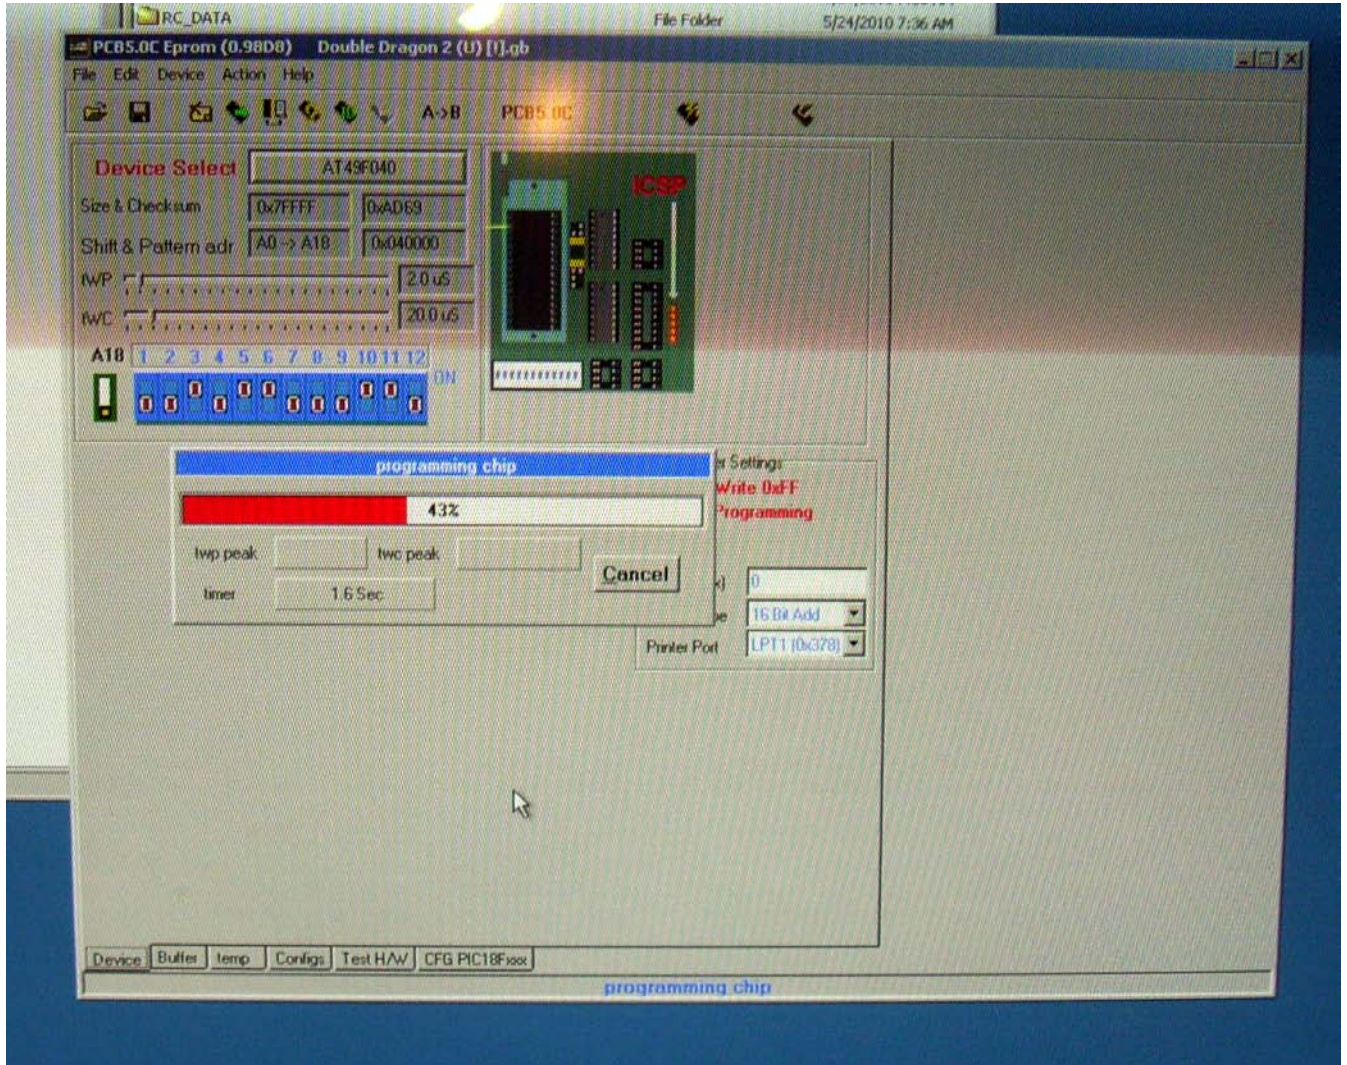 RC_DATA File Folder 5/24/2010 7:36 AM
PCB5.0C Eprom (0.98D8) Double Dragon 2 (U) [!].gb
File Edit Device Action Help
A->B PCB5.0C
Device Select AT49F040
ICSP
Size & Checksum 0x7FFFF 0xAD69
Shift & Pattern adr A0 -> A18 0x040000
tWP 2.0 uS
tWC 20.0 uS
A18 1 2 3 4 5 6 7 8 9 10 11 12
ON
programming chip
Settings
Write 0xFF
43%
Programming
twp peak twc peak
Cancel
0
timer 1.6 Sec
16 Bit Add
Printer Port LPT1 (0x378)
Device Buffer temp Configs Test H/W CFG PIC18Fxxx
programming chip